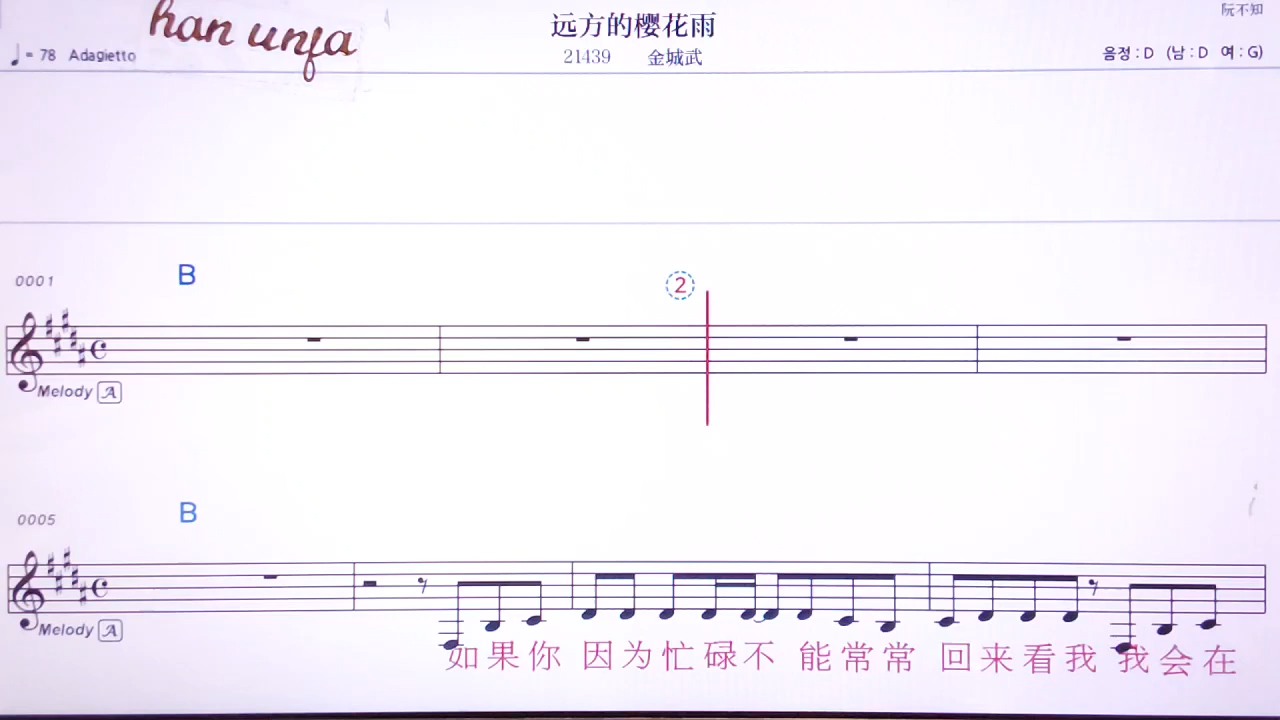 han unja
远方的樱花雨
阮不知
♩= 78 Adagietto
21439 金城武
음정 : D (남 : D 여 : G)
0001
B
2
Melody A
0005
B
Melody A
如果你 因为忙碌不 能常常 回来看我 我会在